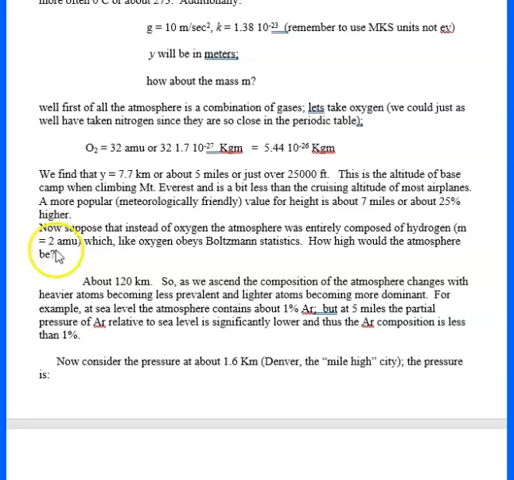 more often 0 C or about 273. Additionally:
g = 10 m/sec², k = 1.38 10⁻²³ (remember to use MKS units not ev)
y will be in meters;
how about the mass m?
well first of all the atmosphere is a combination of gases; lets take oxygen (we could just as
well have taken nitrogen since they are so close in the periodic table);
O₂ = 32 amu or 32 1.7 10⁻²⁷ Kgm = 5.44 10⁻²⁶ Kgm
We find that y = 7.7 km or about 5 miles or just over 25000 ft. This is the altitude of base
camp when climbing Mt. Everest and is a bit less than the cruising altitude of most airplanes.
A more popular (meteorologically friendly) value for height is about 7 miles or about 25%
higher.
Now suppose that instead of oxygen the atmosphere was entirely composed of hydrogen (m
= 2 amu) which, like oxygen obeys Boltzmann statistics. How high would the atmosphere
be?
About 120 km. So, as we ascend the composition of the atmosphere changes with
heavier atoms becoming less prevalent and lighter atoms becoming more dominant. For
example, at sea level the atmosphere contains about 1% Ar; but at 5 miles the partial
pressure of Ar relative to sea level is significantly lower and thus the Ar composition is less
than 1%.
Now consider the pressure at about 1.6 Km (Denver, the "mile high" city); the pressure
is: